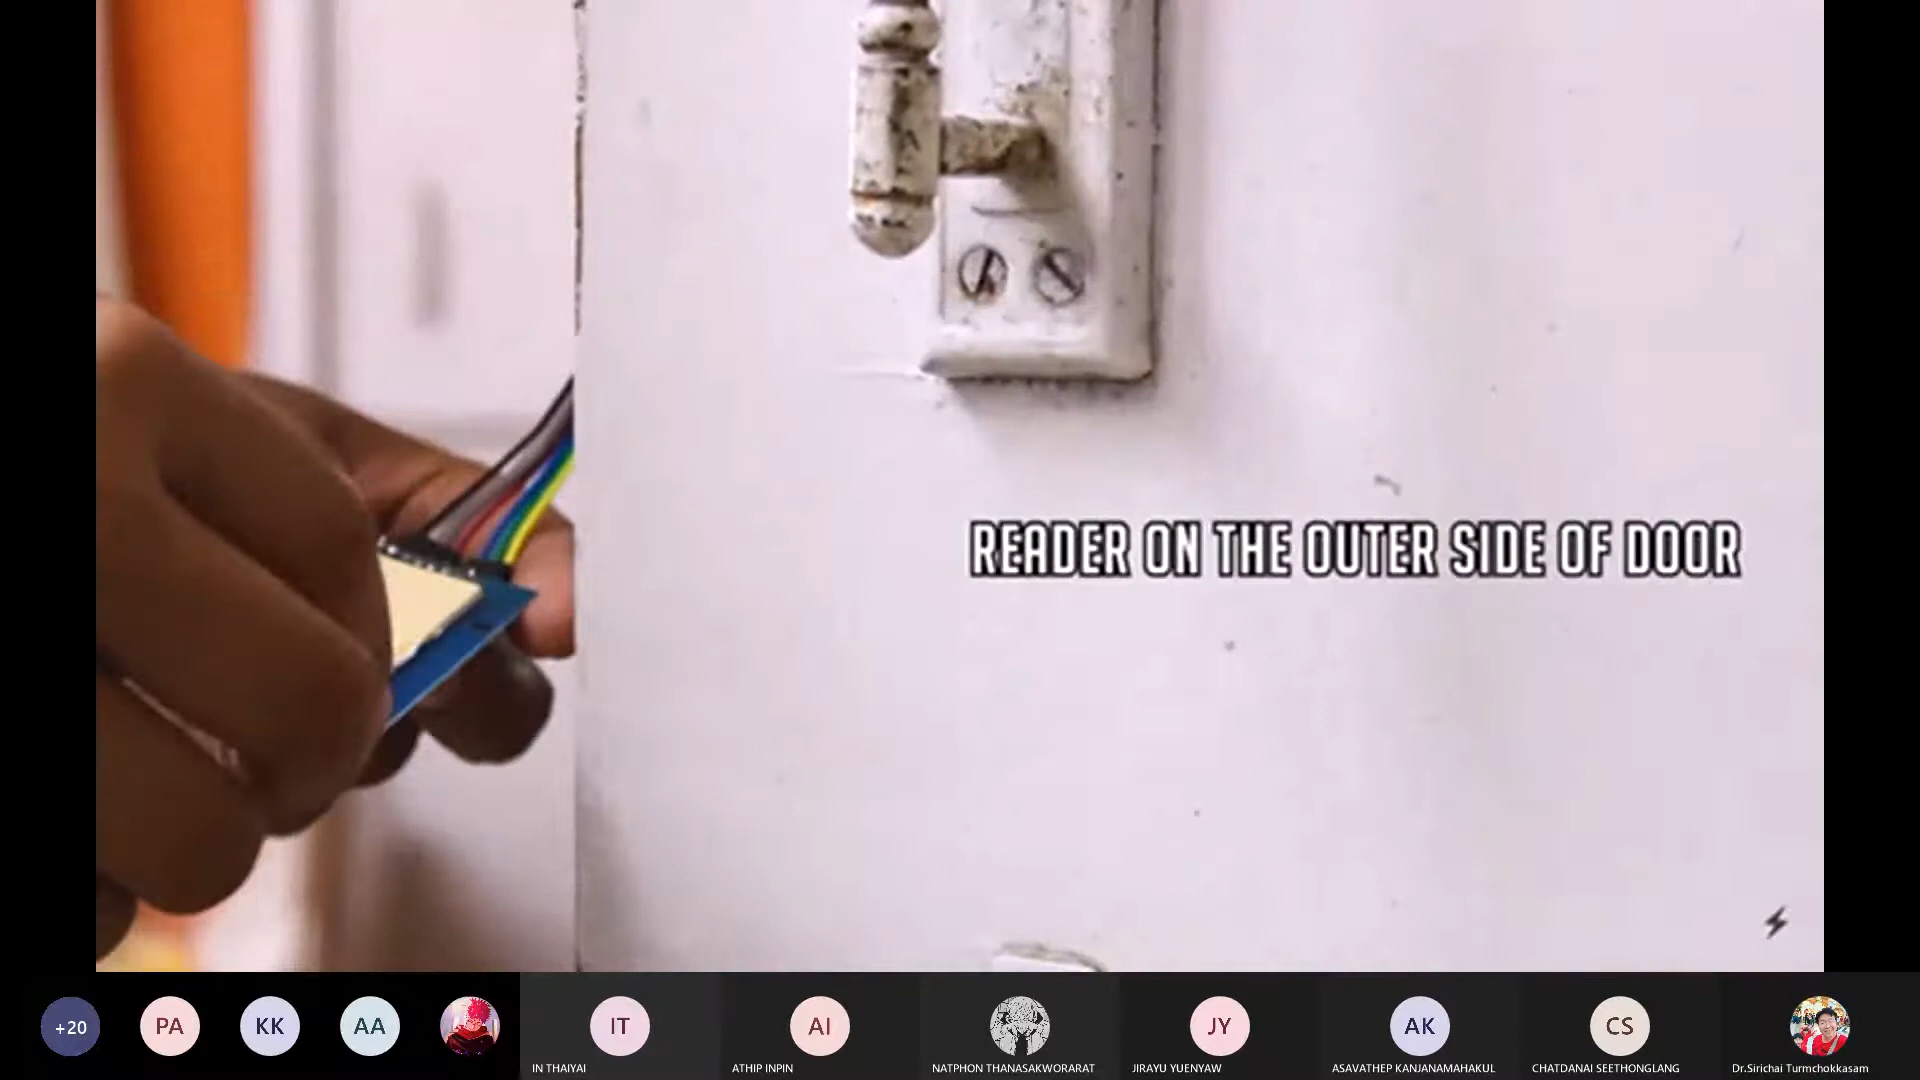 READER ON THE OUTER SIDE OF DOOR
+20
PA
KK
AA
IT
AI
JY
AK
CS
IN THAIYAI
ATHIP INPIN
NATPHON THANASAKWORARAT
JIRAYU YUENYAW
ASAVATHEP KANJANAMAHAKUL
CHATDANAI SEETHONGLANG
Dr.Sirichai Turmchokkasam